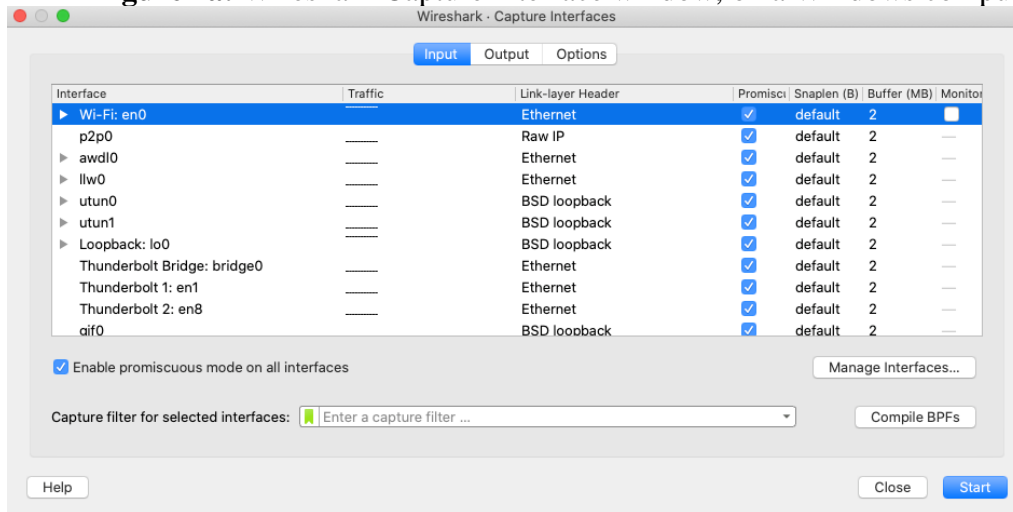 Wireshark · Capture Interfaces
Input Output Options
Interface Traffic Link-layer Header Promisc Snaplen (B) Buffer (MB) Monitor
Wi-Fi: en0 Ethernet default 2
p2p0 Raw IP default 2 —
awdl0 Ethernet default 2 —
llw0 Ethernet default 2 —
utun0 BSD loopback default 2 —
utun1 BSD loopback default 2 —
Loopback: lo0 BSD loopback default 2 —
Thunderbolt Bridge: bridge0 Ethernet default 2 —
Thunderbolt 1: en1 Ethernet default 2 —
Thunderbolt 2: en8 Ethernet default 2 —
gif0 BSD loopback default 2 —
Enable promiscuous mode on all interfaces
Manage Interfaces...
Capture filter for selected interfaces: Enter a capture filter ...
Compile BPFs
Help Close Start